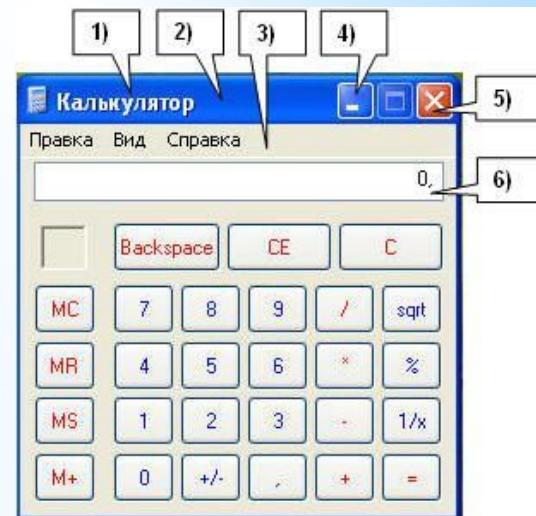 1) 2) 3) 4)
Калькулятор
5)
Правка Вид Справка
0,
6)
Backspace CE C
MC 7 8 9 / sqrt
MR 4 5 6 * %
MS 1 2 3 - 1/x
M+ 0 +/- , + =